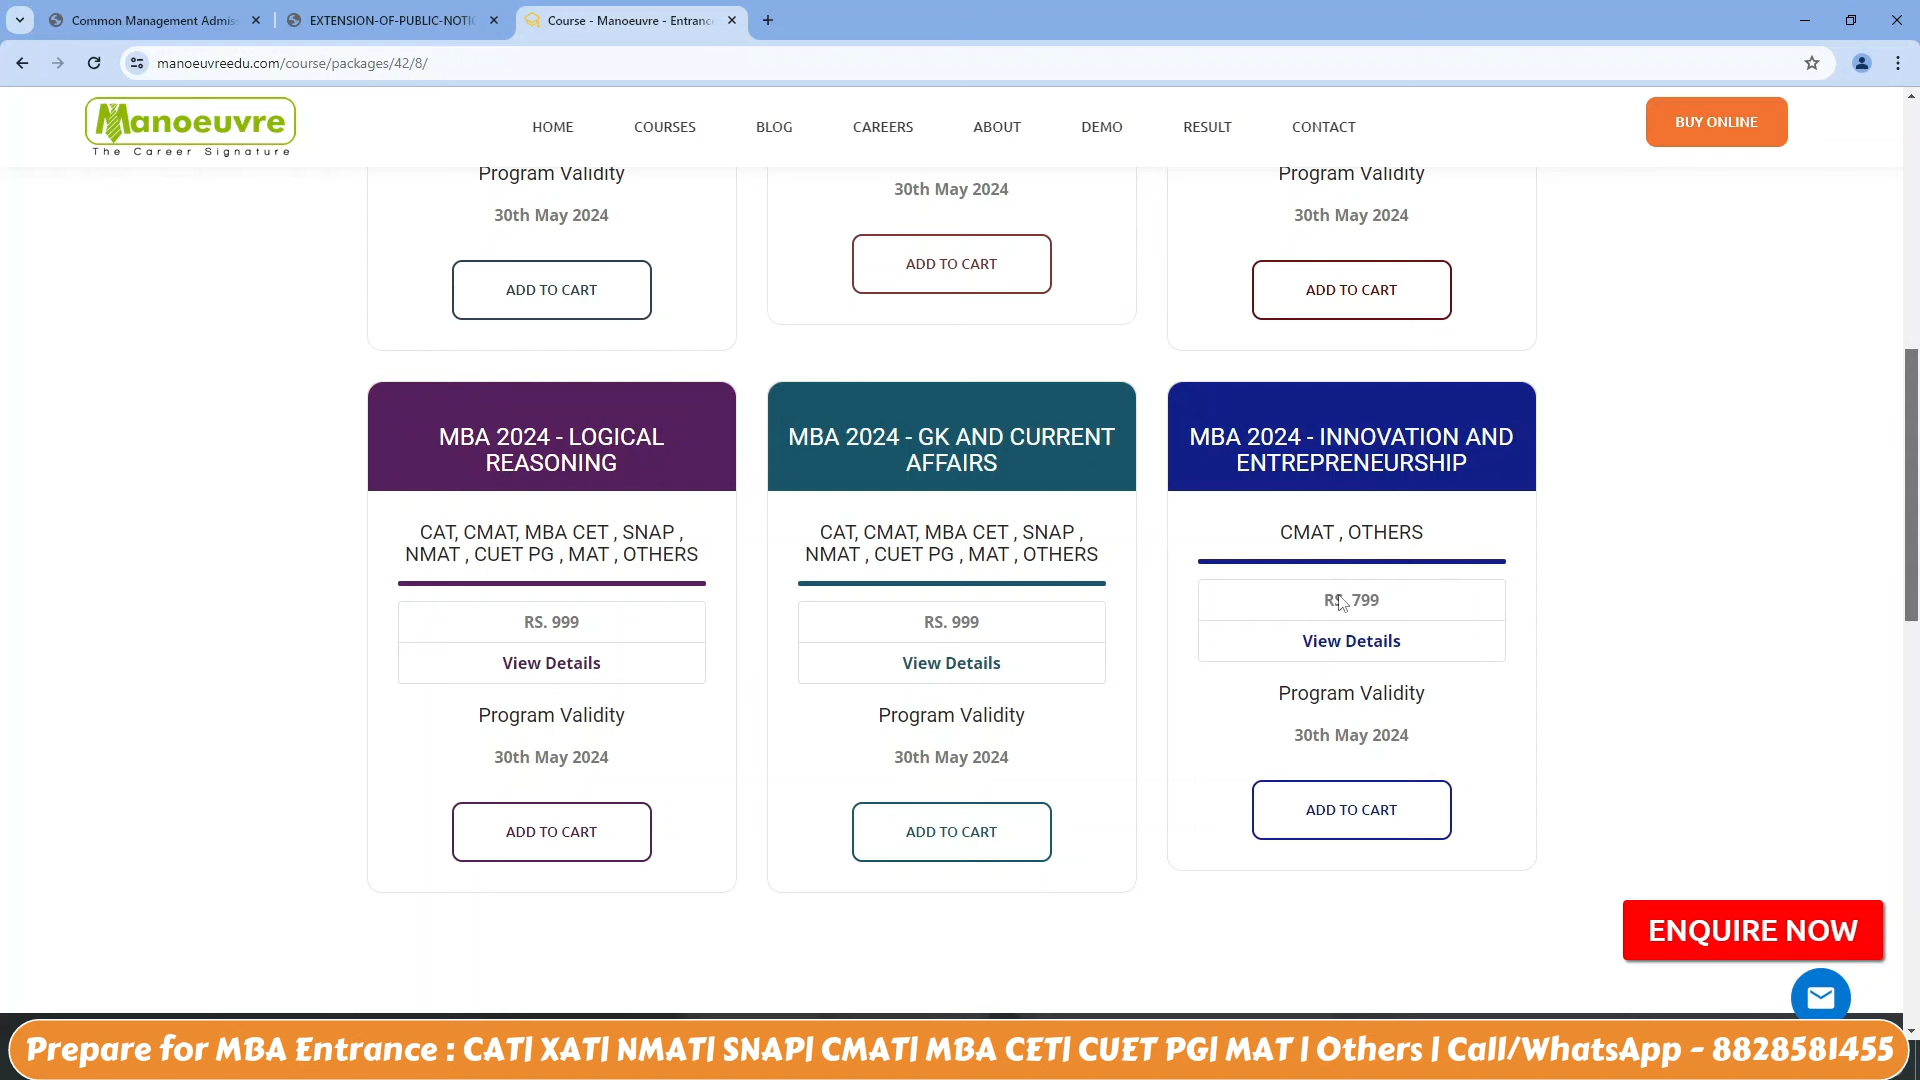 Common Management Admis
EXTENSION-OF-PUBLIC-NOTI
Course - Manoeuvre - Entranc
manoeuvreedu.com/course/packages/42/8/
Manoeuvre
The Career Signature
HOME
COURSES
BLOG
CAREERS
ABOUT
DEMO
RESULT
CONTACT
BUY ONLINE
Program Validity
30th May 2024
ADD TO CART
30th May 2024
ADD TO CART
Program Validity
30th May 2024
ADD TO CART
MBA 2024 - LOGICAL
REASONING
CAT, CMAT, MBA CET , SNAP ,
NMAT , CUET PG , MAT , OTHERS
RS. 999
View Details
Program Validity
30th May 2024
ADD TO CART
MBA 2024 - GK AND CURRENT
AFFAIRS
CAT, CMAT, MBA CET , SNAP ,
NMAT , CUET PG , MAT , OTHERS
RS. 999
View Details
Program Validity
30th May 2024
ADD TO CART
MBA 2024 - INNOVATION AND
ENTREPRENEURSHIP
CMAT , OTHERS
RS. 799
View Details
Program Validity
30th May 2024
ADD TO CART
ENQUIRE NOW
Prepare for MBA Entrance : CAT| XAT| NMAT| SNAP| CMAT| MBA CET| CUET PG| MAT | Others | Call/WhatsApp - 8828581455